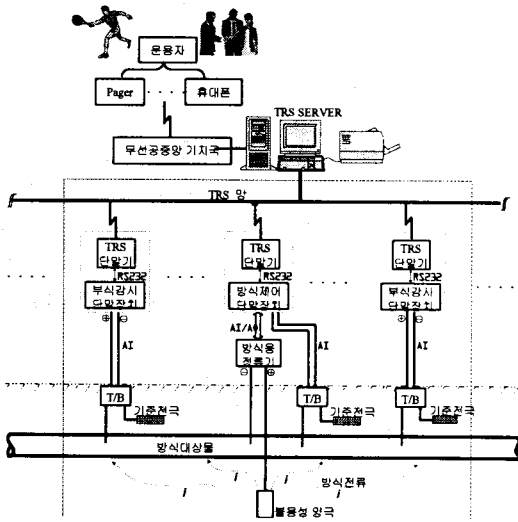 운용자
Pager
휴대폰
TRS SERVER
무선공중망 기지국
TRS 망
TRS
단말기
TRS
단말기
TRS
단말기
RS232
RS232
RS232
부식감시
단말장치
방식제어
단말장치
부식감시
단말장치
⊕ ⊖
AI/AO
⊕ ⊖
AI
방식용
정류기
AI
AI
⊖ ⊕
T/B
T/B
T/B
기준전극
기준전극
기준전극
방식대상물
방식전류
i
i
i
i
불용성 양극